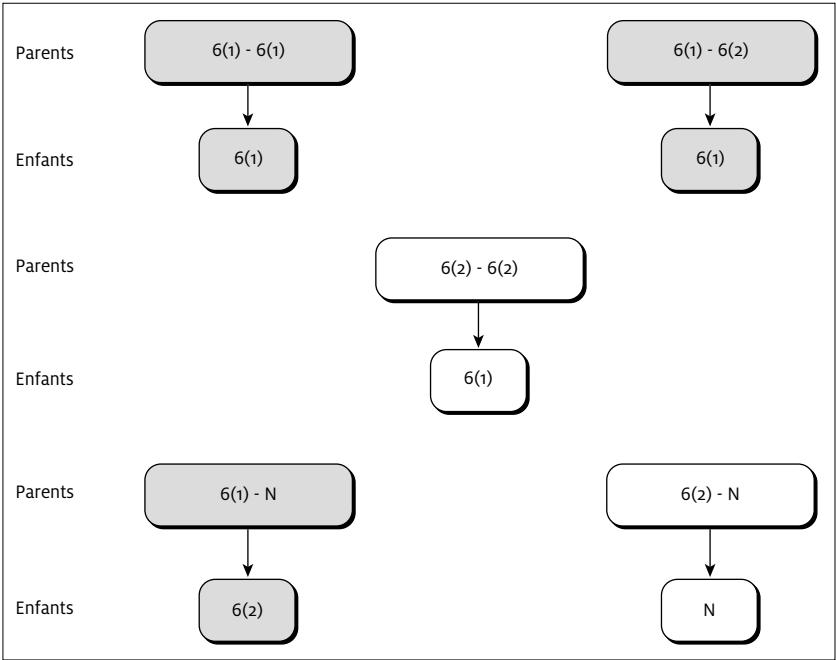 Parents 6(1) - 6(1) 6(1) - 6(2)
Enfants 6(1) 6(1)
Parents 6(2) - 6(2)
Enfants 6(1)
Parents 6(1) - N 6(2) - N
Enfants 6(2) N